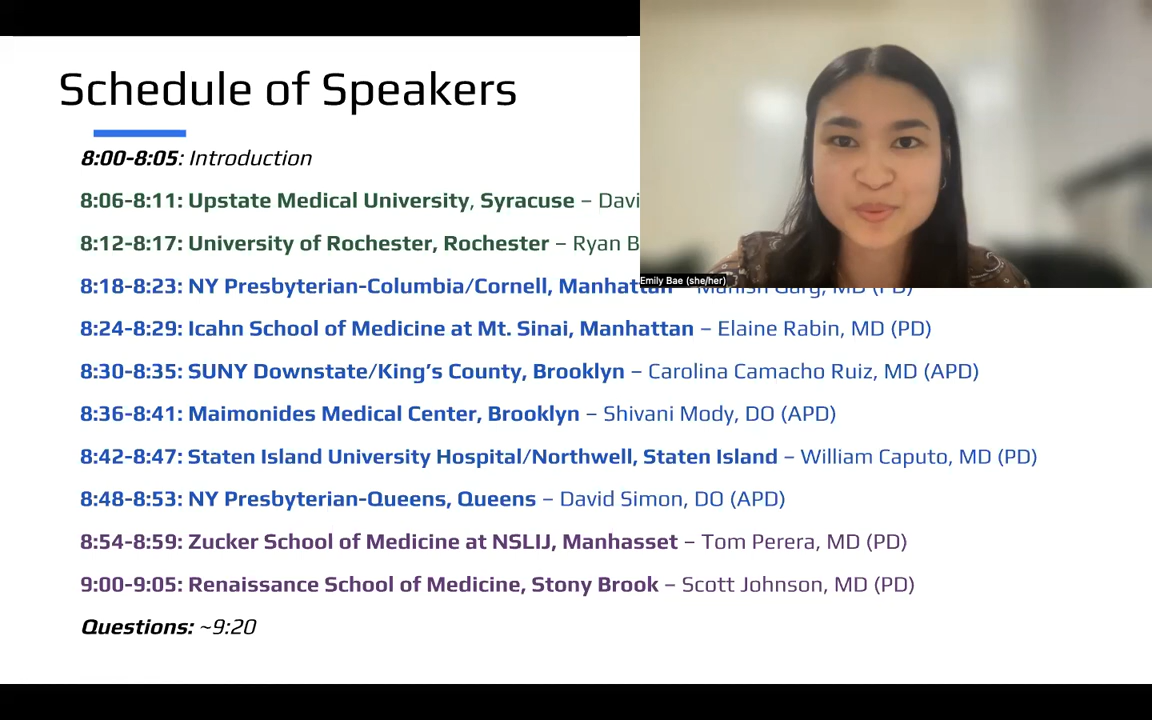 Schedule of Speakers
8:00-8:05: Introduction
8:06-8:11: Upstate Medical University, Syracuse – Davi
8:12-8:17: University of Rochester, Rochester – Ryan B
Emily Bae (she/her)
8:18-8:23: NY Presbyterian-Columbia/Cornell, Manhattan – Manish Garg, MD (PD)
8:24-8:29: Icahn School of Medicine at Mt. Sinai, Manhattan – Elaine Rabin, MD (PD)
8:30-8:35: SUNY Downstate/King's County, Brooklyn – Carolina Camacho Ruiz, MD (APD)
8:36-8:41: Maimonides Medical Center, Brooklyn – Shivani Mody, DO (APD)
8:42-8:47: Staten Island University Hospital/Northwell, Staten Island – William Caputo, MD (PD)
8:48-8:53: NY Presbyterian-Queens, Queens – David Simon, DO (APD)
8:54-8:59: Zucker School of Medicine at NSLIJ, Manhasset – Tom Perera, MD (PD)
9:00-9:05: Renaissance School of Medicine, Stony Brook – Scott Johnson, MD (PD)
Questions: ~9:20